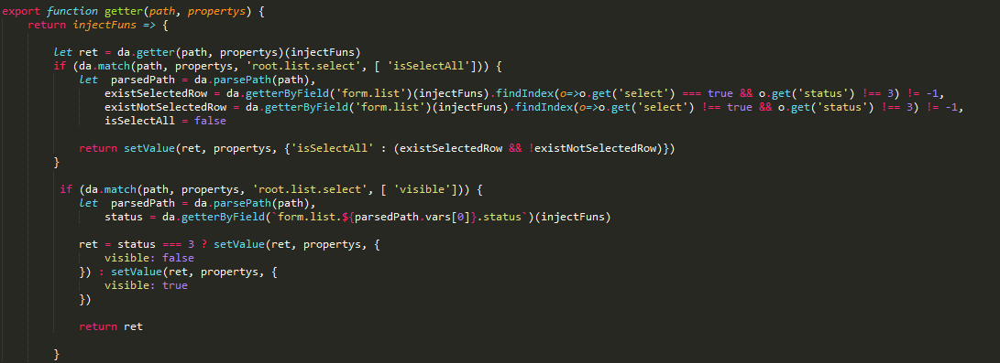 export function getter(path, propertys) {
    return injectFuns => {

        let ret = da.getter(path, propertys)(injectFuns)
        if (da.match(path, propertys, 'root.list.select', [ 'isSelectAll'])) {
            let  parsedPath = da.parsePath(path),
                existSelectedRow = da.getterByField('form.list')(injectFuns).findIndex(o=>o.get('select') === true && o.get('status') !== 3) != -1,
                existNotSelectedRow = da.getterByField('form.list')(injectFuns).findIndex(o=>o.get('select') !== true && o.get('status') !== 3) != -1,
                isSelectAll = false

            return setValue(ret, propertys, {'isSelectAll' : (existSelectedRow && !existNotSelectedRow)})
        }

         if (da.match(path, propertys, 'root.list.select', [ 'visible'])) {
            let  parsedPath = da.parsePath(path),
                status = da.getterByField(`form.list.${parsedPath.vars[0]}.status`)(injectFuns)

            ret = status === 3 ? setValue(ret, propertys, {
                visible: false
            }) : setValue(ret, propertys, {
                visible: true
            })

            return ret

        }